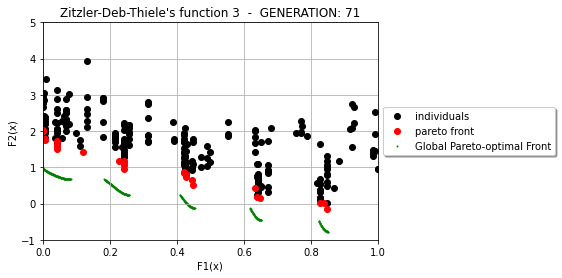 Zitzler-Deb-Thiele's function 3 - GENERATION: 71
5
4
3
2
1
0
−1
F2(x)
0.0 0.2 0.4 0.6 0.8 1.0
F1(x)
individuals
pareto front
Global Pareto-optimal Front